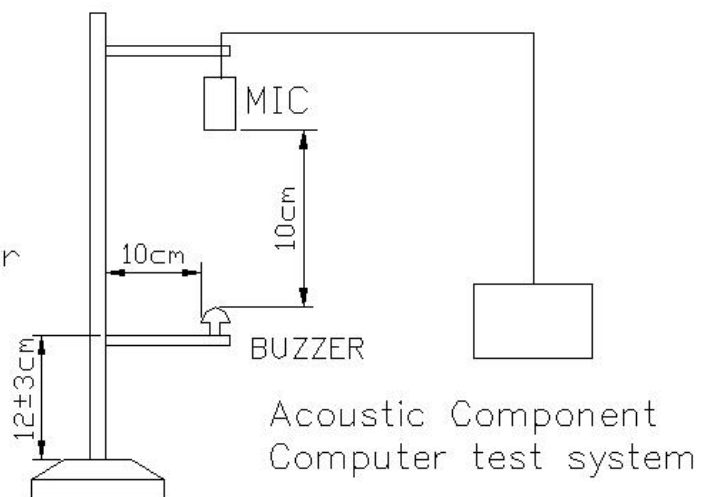 MIC
10cm
r
10cm
BUZZER
12±3cm
Acoustic Component
Computer test system